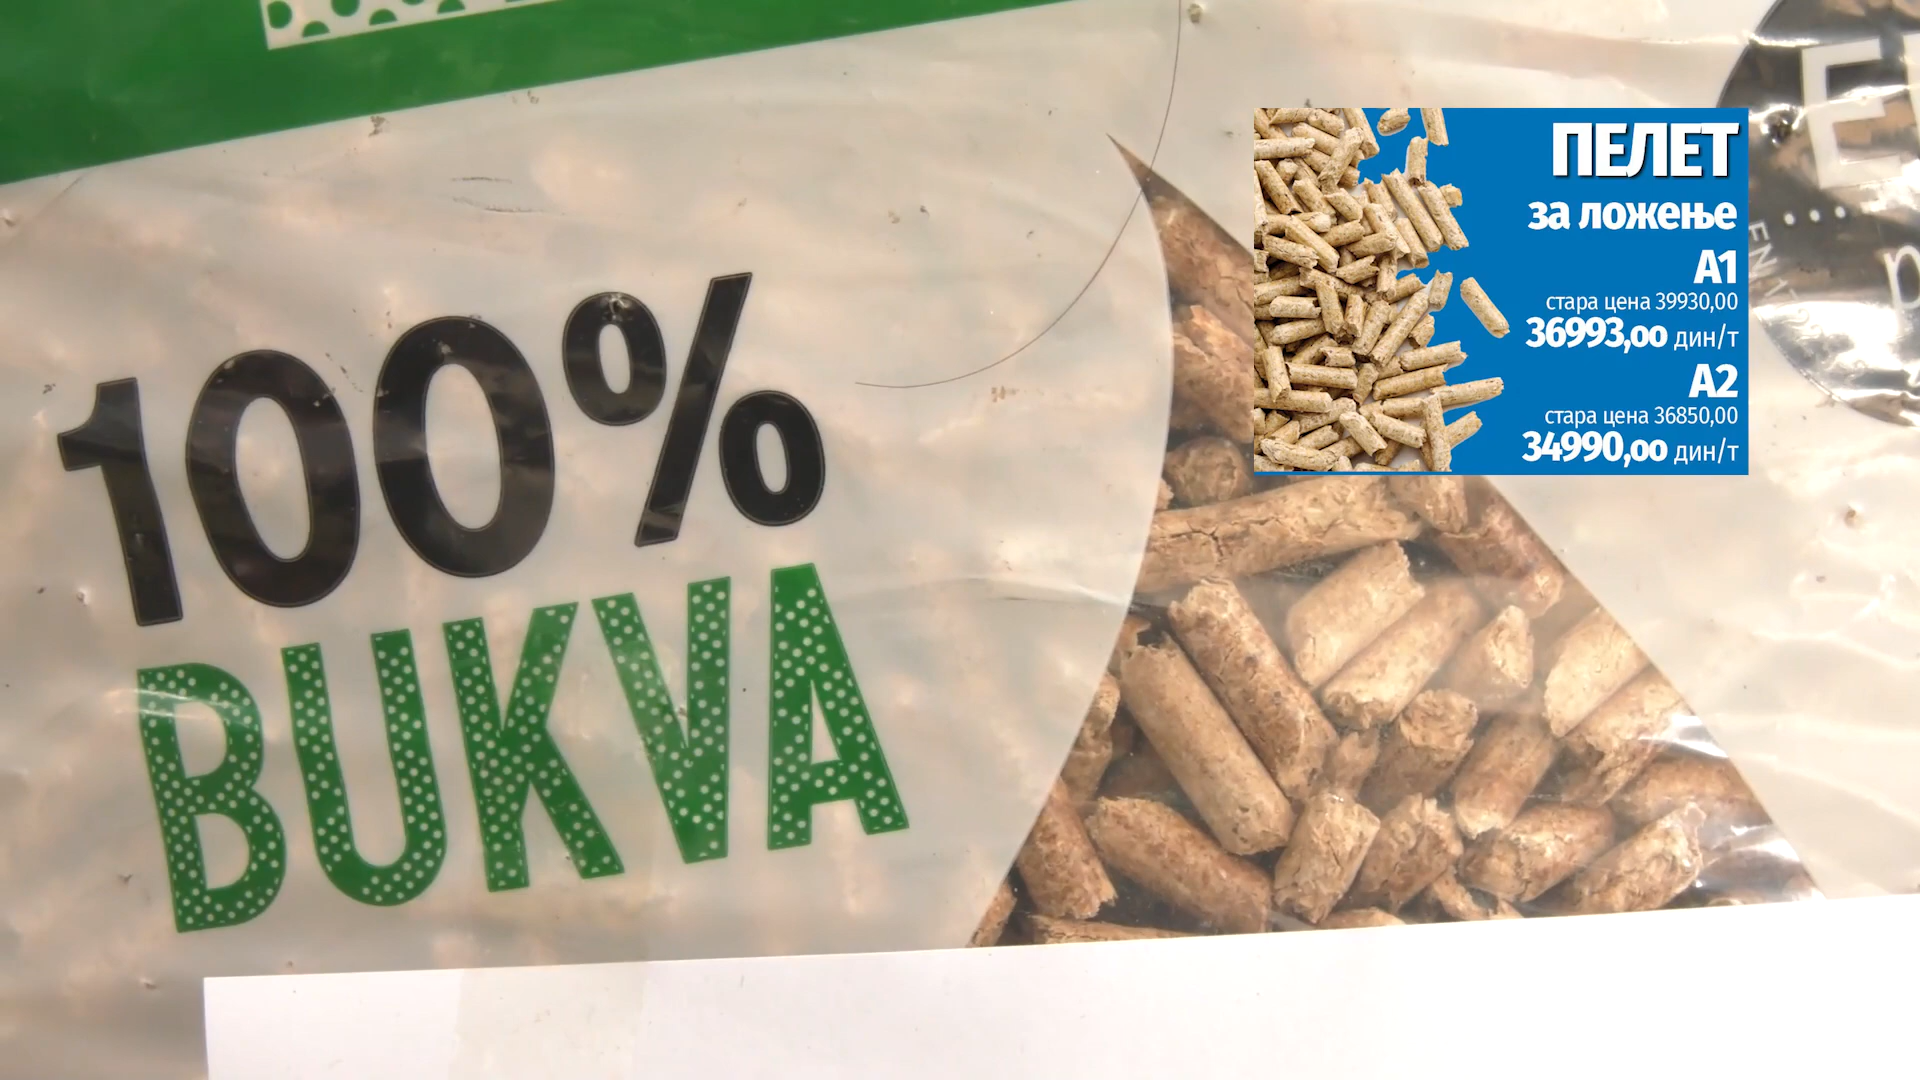 100%
BUKVA
ПЕЛЕТ
за ложење
А1
стара цена 39930,00
36993,00 дин/т
А2
стара цена 36850,00
34990,00 дин/т